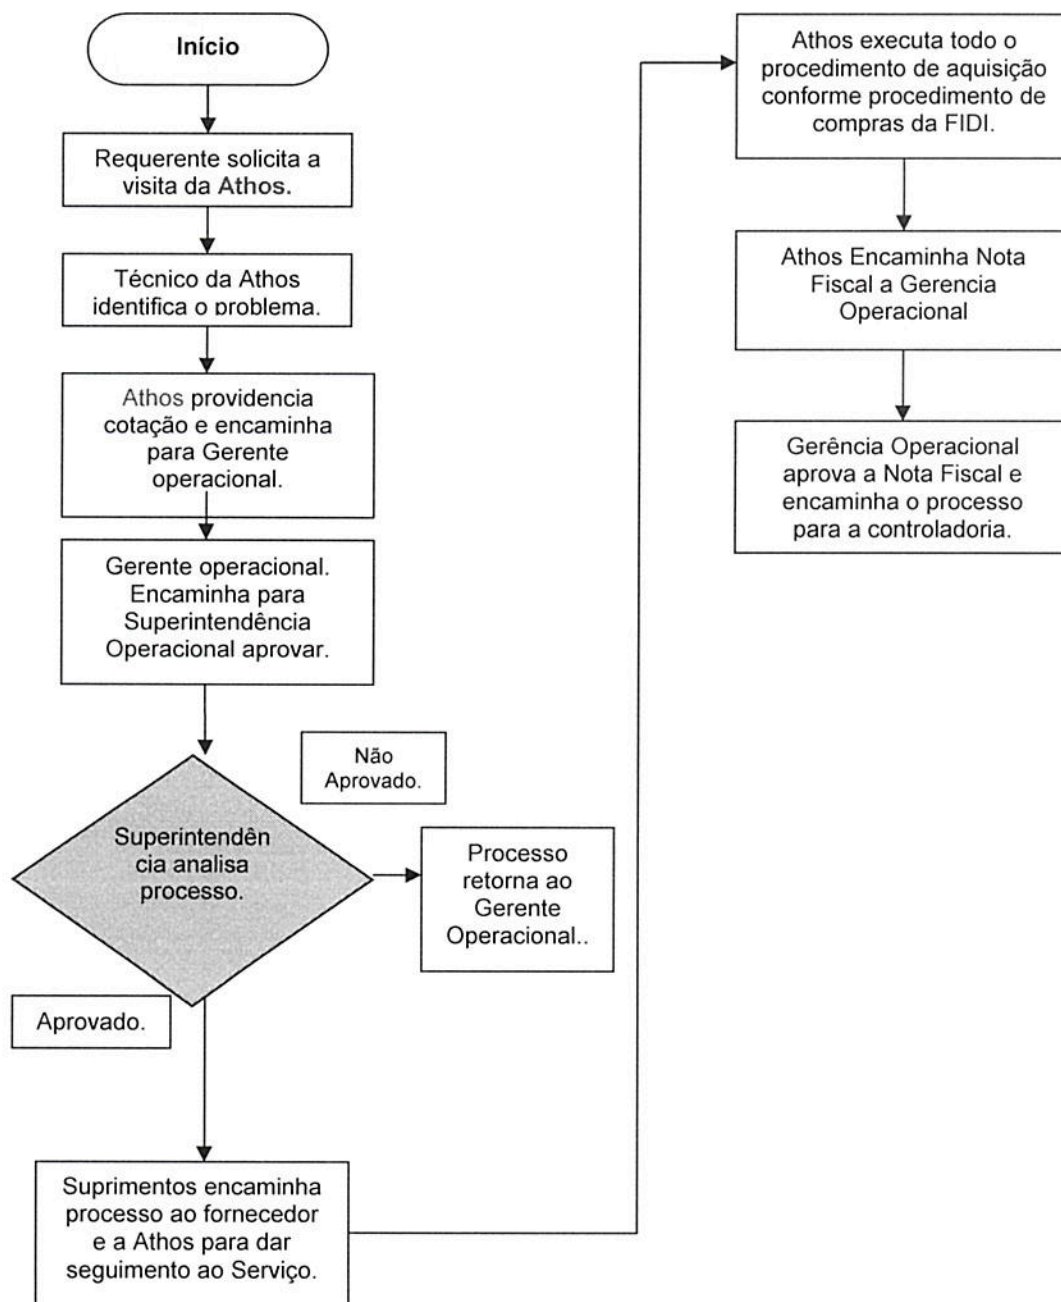 Início
Requerente solicita a
visita da Athos.
Técnico da Athos
identifica o problema.
Athos providencia
cotação e encaminha
para Gerente
operacional.
Gerente operacional.
Encaminha para
Superintendência
Operacional aprovar.
Superintendên
cia analisa
processo.
Não
Aprovado.
Processo
retorna ao
Gerente
Operacional..
Aprovado.
Suprimentos encaminha
processo ao fornecedor
e a Athos para dar
seguimento ao Serviço.
Athos executa todo o
procedimento de aquisição
conforme procedimento de
compras da FIDI.
Athos Encaminha Nota
Fiscal a Gerencia
Operacional
Gerência Operacional
aprova a Nota Fiscal e
encaminha o processo
para a controladoria.